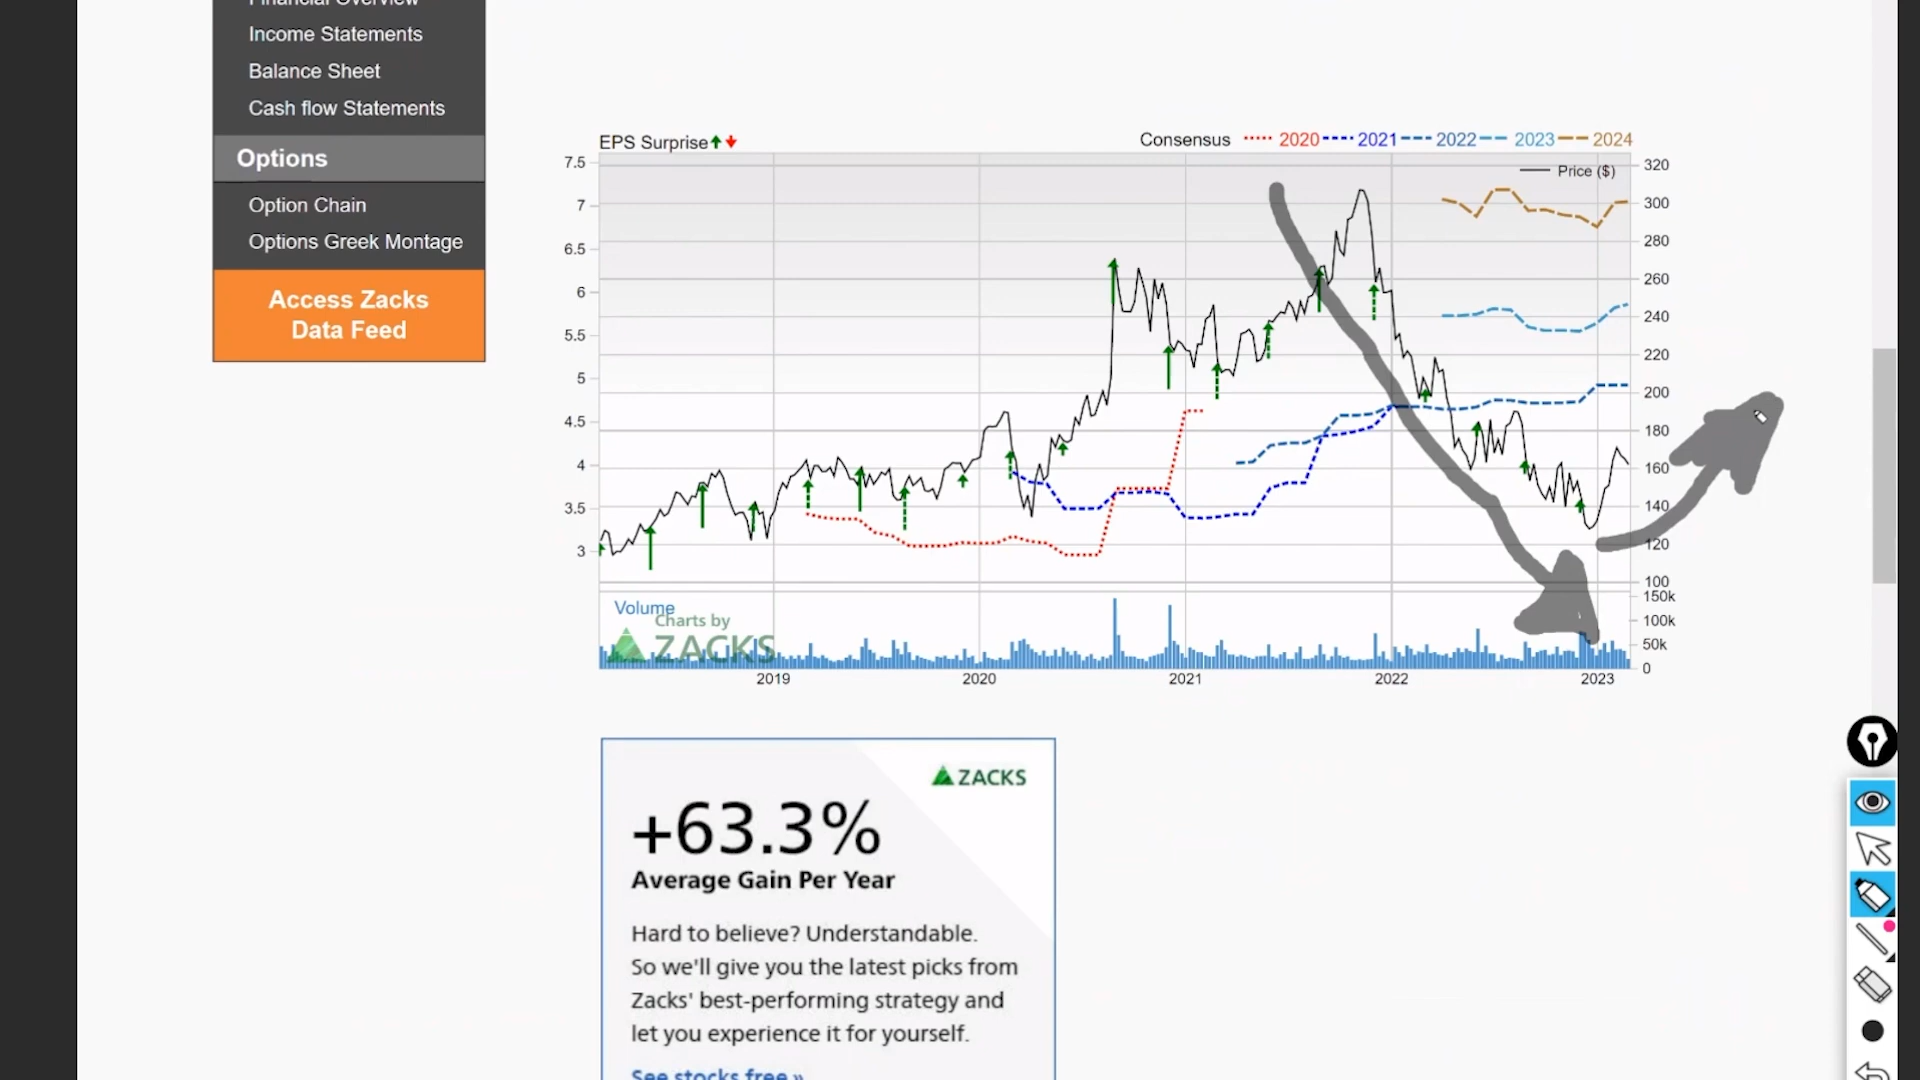 Financial Overview
Income Statements
Balance Sheet
Cash flow Statements
Options
Option Chain
Options Greek Montage
Access Zacks
Data Feed
EPS Surprise
Consensus 2020 2021 2022 2023 2024
Price ($)
7.5
7
6.5
6
5.5
5
4.5
4
3.5
3
320
300
280
260
240
220
200
180
160
140
120
100
150k
100k
50k
0
Volume
Charts by
ZACKS
2019 2020 2021 2022 2023
ZACKS
+63.3%
Average Gain Per Year
Hard to believe? Understandable.
So we'll give you the latest picks from
Zacks' best-performing strategy and
let you experience it for yourself.
See stocks free »